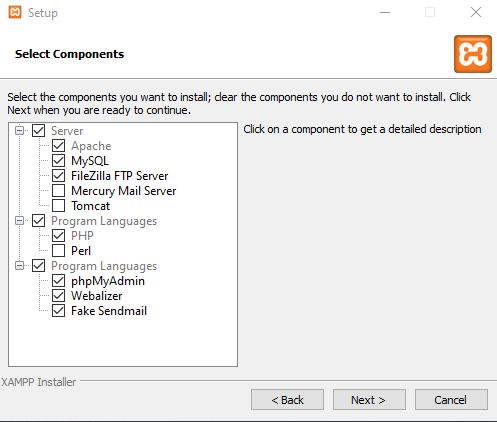 Setup
Select Components
Select the components you want to install; clear the components you do not want to install. Click
Next when you are ready to continue.
Server
Apache
MySQL
FileZilla FTP Server
Mercury Mail Server
Tomcat
Program Languages
PHP
Perl
Program Languages
phpMyAdmin
Webalizer
Fake Sendmail
Click on a component to get a detailed description
XAMPP Installer
< Back
Next >
Cancel